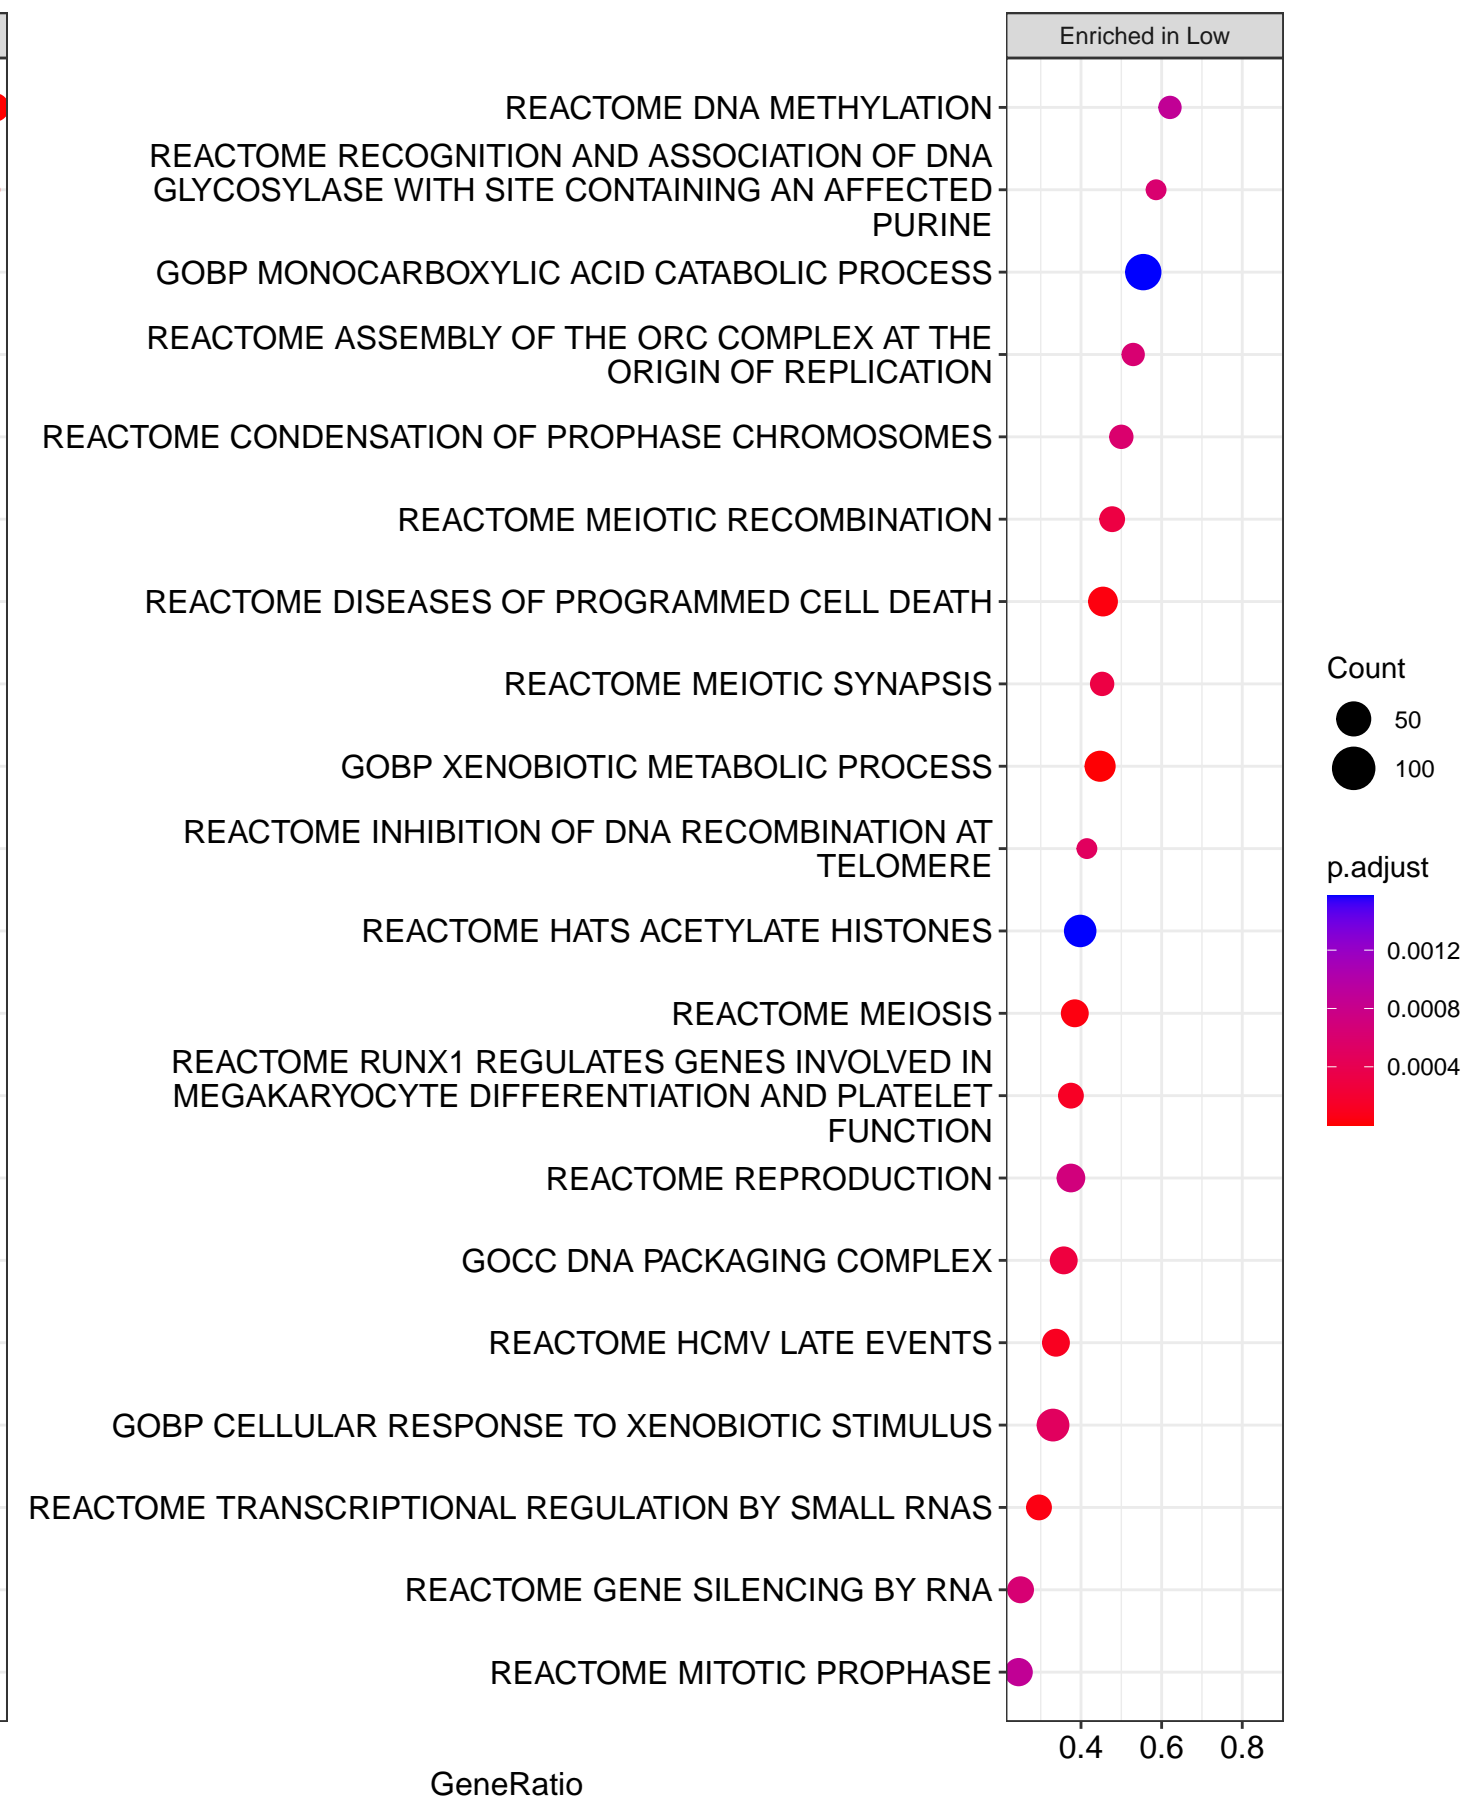 Enriched in Low
REACTOME DNA METHYLATION
REACTOME RECOGNITION AND ASSOCIATION OF DNA
GLYCOSYLASE WITH SITE CONTAINING AN AFFECTED
PURINE
GOBP MONOCARBOXYLIC ACID CATABOLIC PROCESS
REACTOME ASSEMBLY OF THE ORC COMPLEX AT THE
ORIGIN OF REPLICATION
REACTOME CONDENSATION OF PROPHASE CHROMOSOMES
REACTOME MEIOTIC RECOMBINATION
REACTOME DISEASES OF PROGRAMMED CELL DEATH
REACTOME MEIOTIC SYNAPSIS
GOBP XENOBIOTIC METABOLIC PROCESS
REACTOME INHIBITION OF DNA RECOMBINATION AT
TELOMERE
REACTOME HATS ACETYLATE HISTONES
REACTOME MEIOSIS
REACTOME RUNX1 REGULATES GENES INVOLVED IN
MEGAKARYOCYTE DIFFERENTIATION AND PLATELET
FUNCTION
REACTOME REPRODUCTION
GOCC DNA PACKAGING COMPLEX
REACTOME HCMV LATE EVENTS
GOBP CELLULAR RESPONSE TO XENOBIOTIC STIMULUS
REACTOME TRANSCRIPTIONAL REGULATION BY SMALL RNAS
REACTOME GENE SILENCING BY RNA
REACTOME MITOTIC PROPHASE
0.4 0.6 0.8
GeneRatio
Count
50
100
p.adjust
0.0012
0.0008
0.0004